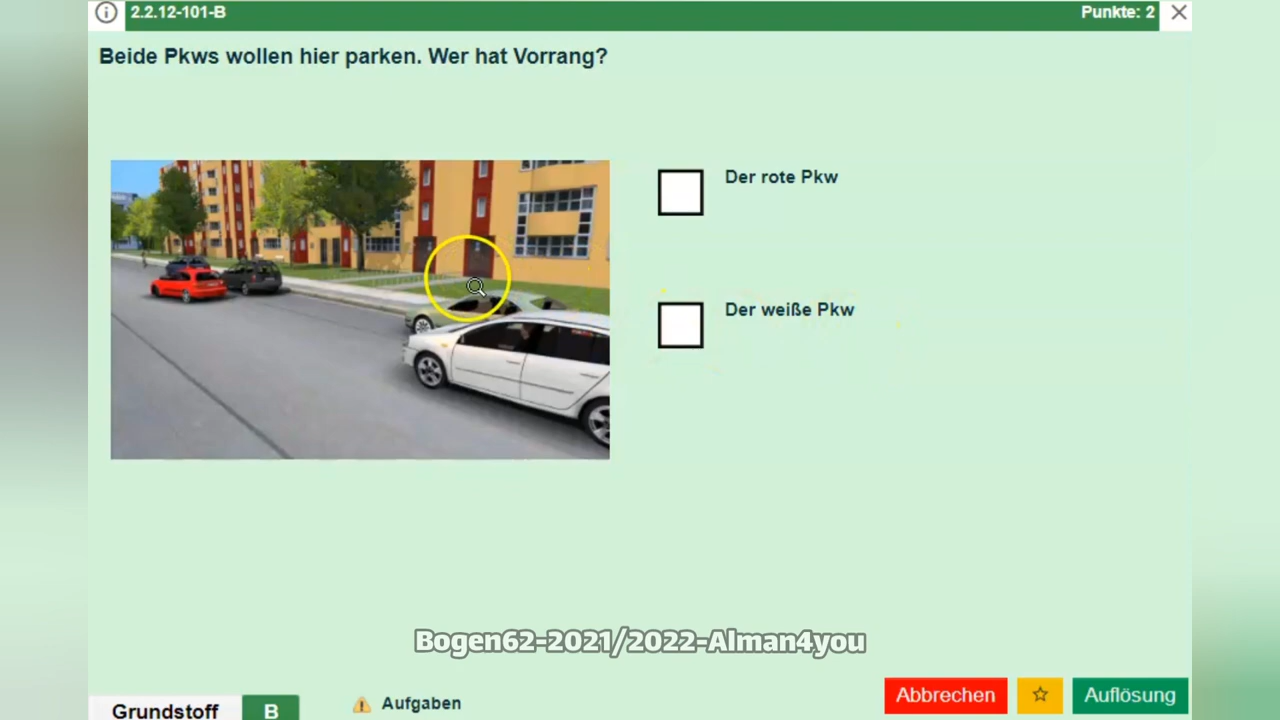 2.2.12-101-B
Punkte: 2
Beide Pkws wollen hier parken. Wer hat Vorrang?
Der rote Pkw
Der weiße Pkw
Bogen62-2021/2022-Alman4you
Grundstoff
B
Aufgaben
Abbrechen
Auflösung